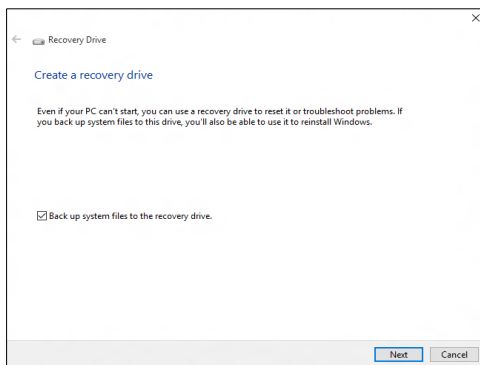 Recovery Drive
Create a recovery drive
Even if your PC can't start, you can use a recovery drive to reset it or troubleshoot problems. If
you back up system files to this drive, you'll also be able to use it to reinstall Windows.
Back up system files to the recovery drive.
Next Cancel